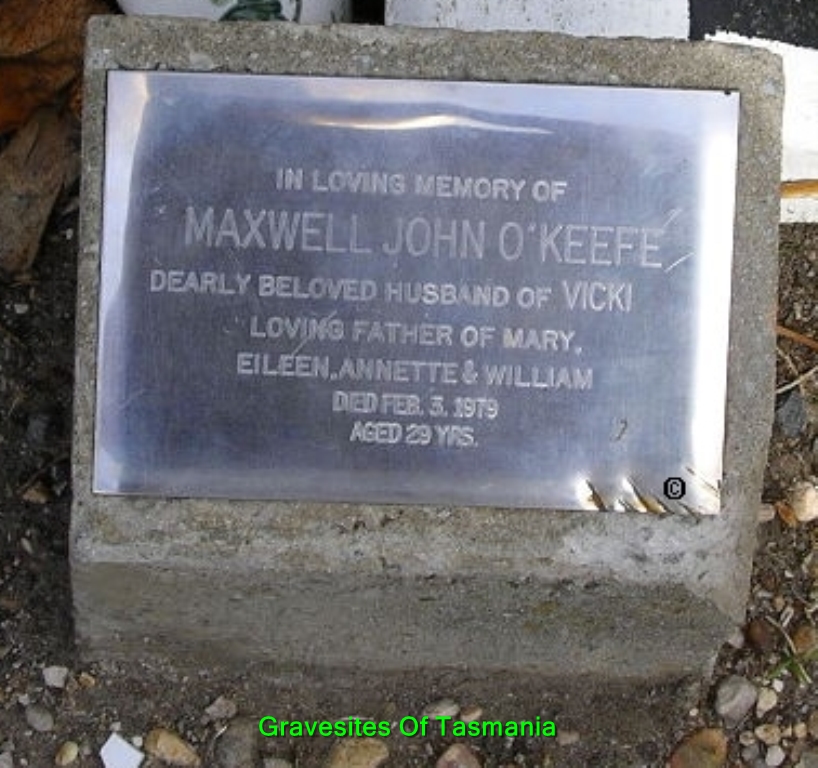 IN LOVING MEMORY OF
MAXWELL JOHN O'KEEFE
DEARLY BELOVED HUSBAND OF VICKI
LOVING FATHER OF MARY,
EILEEN, ANNETTE & WILLIAM
DIED FEB. 3. 1979
AGED 29 YRS.
©
Gravesites Of Tasmania